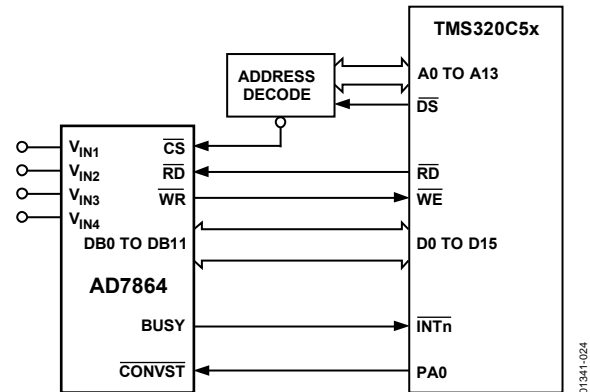 TMS320C5x
ADDRESS
DECODE
A0 TO A13
DS
VIN1
VIN2
VIN3
VIN4
CS
RD
WR
DB0 TO DB11
AD7864
BUSY
CONVST
RD
WE
D0 TO D15
INTn
PA0
01341-024